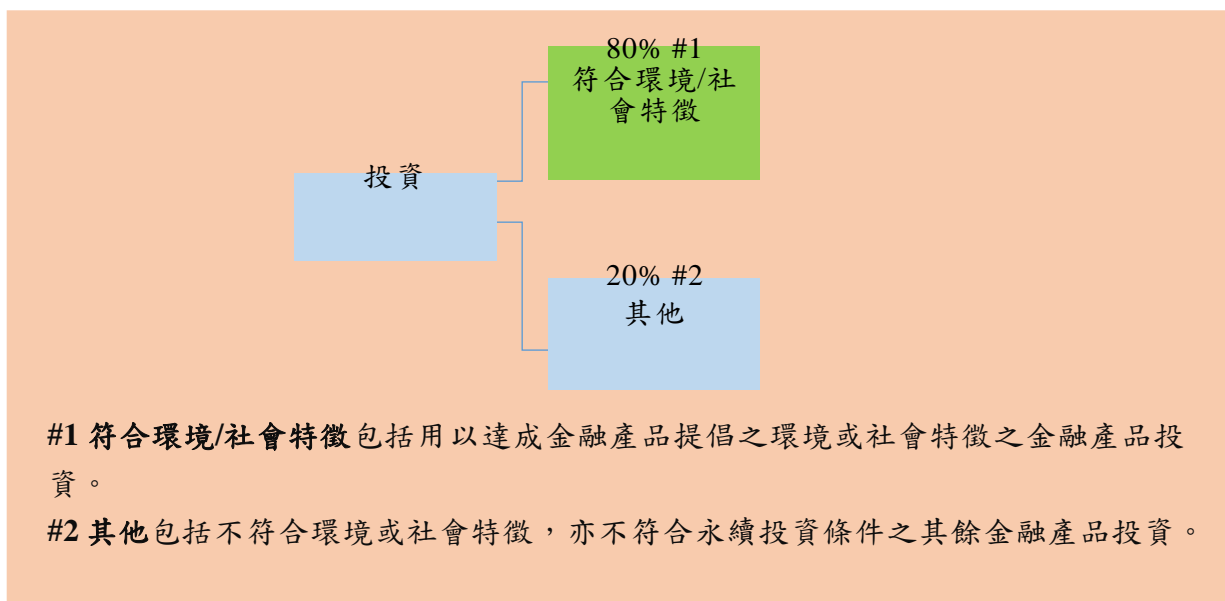 80% #1
符合環境/社
會特徵
投資
20% #2
其他
#1 符合環境/社會特徵包括用以達成金融產品提倡之環境或社會特徵之金融產品投
資。
#2 其他包括不符合環境或社會特徵，亦不符合永續投資條件之其餘金融產品投資。